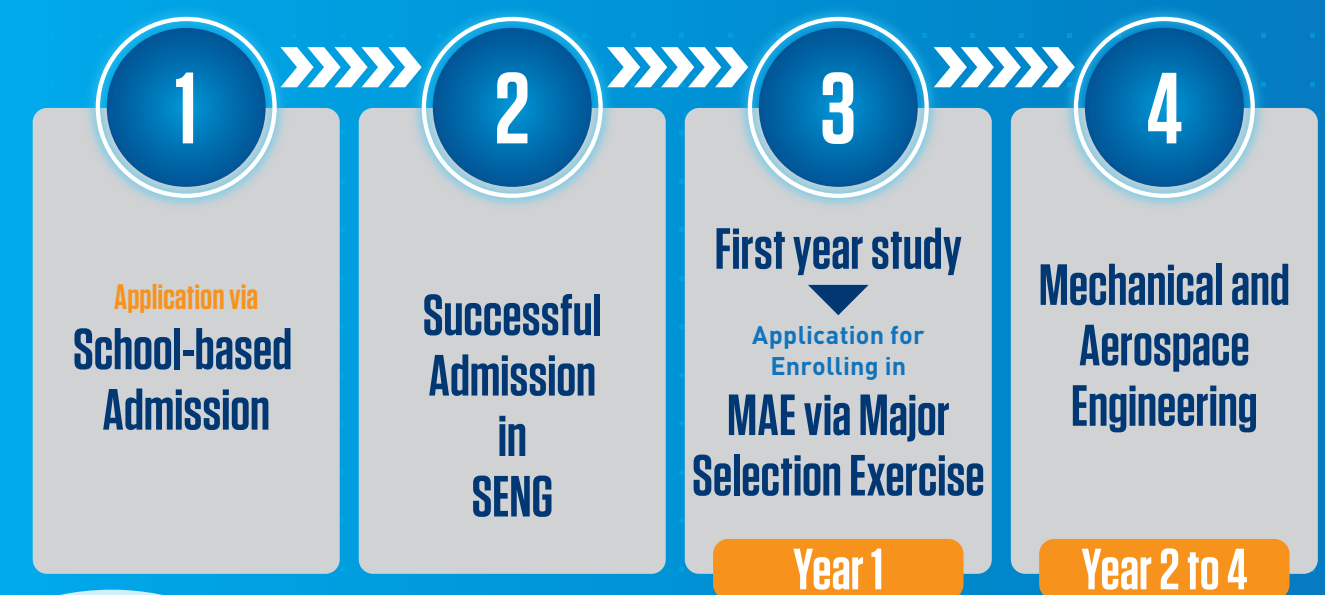 1
Application via
School-based
Admission
2
Successful
Admission
in
SENG
3
First year study
Application for
Enrolling in
MAE via Major
Selection Exercise
Year 1
4
Mechanical and
Aerospace
Engineering
Year 2 to 4